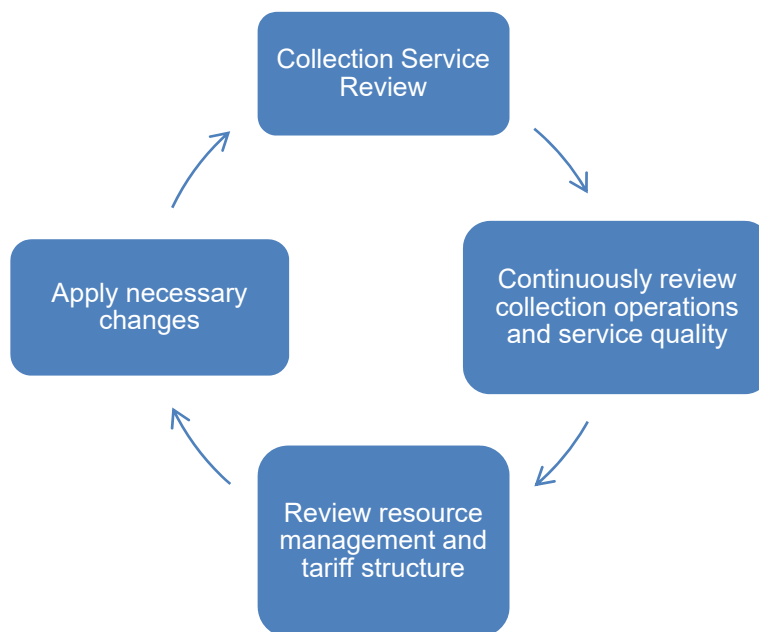 Collection Service
Review
Continuously review
collection operations
and service quality
Review resource
management and
tariff structure
Apply necessary
changes